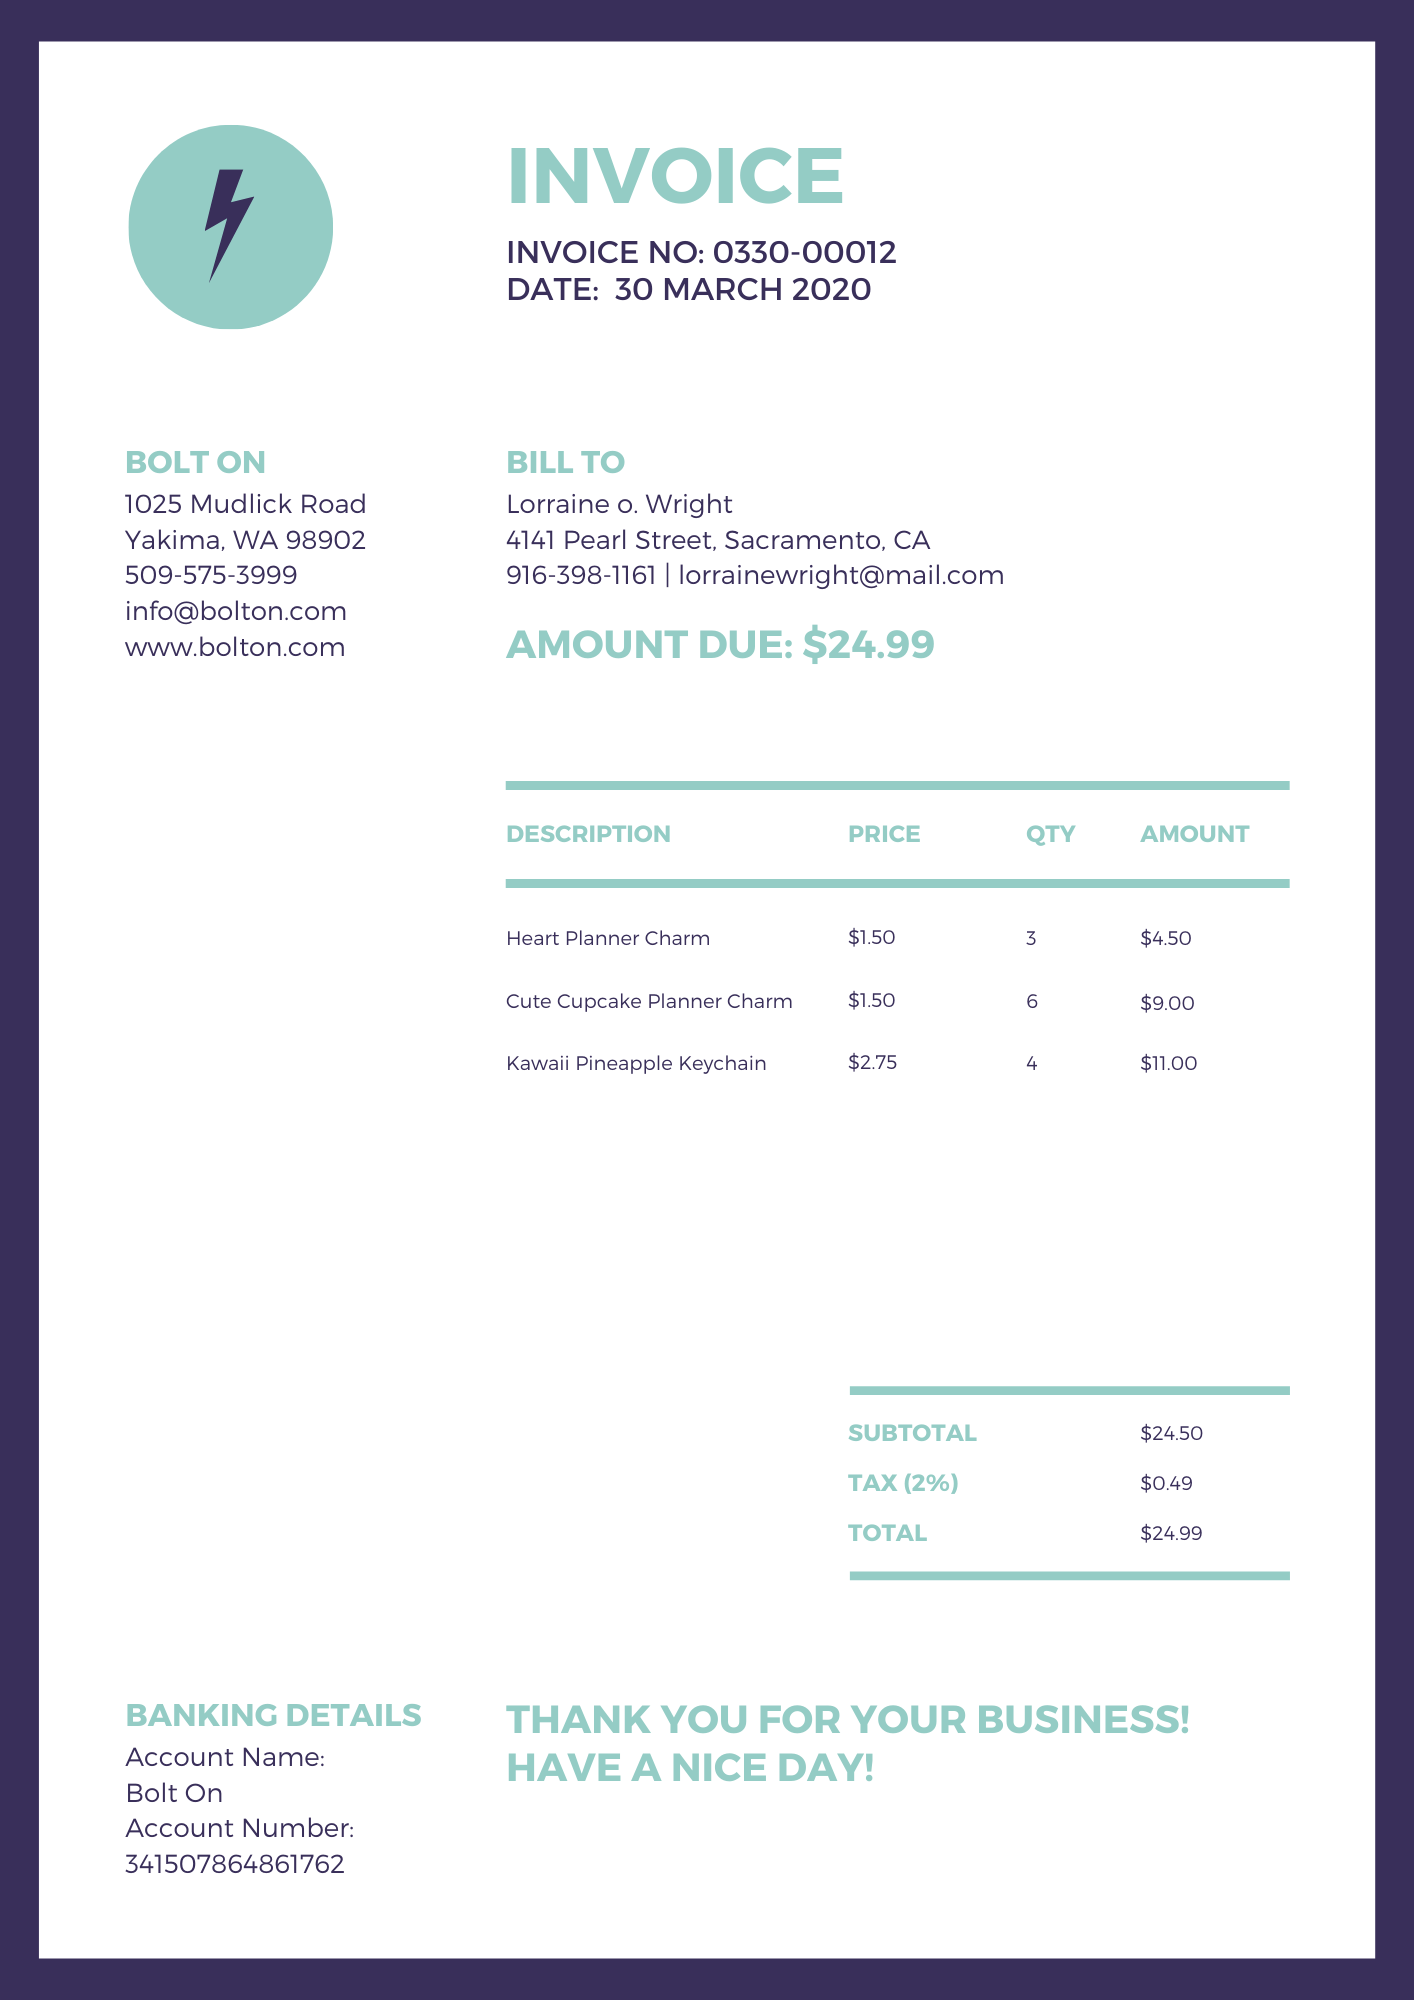 INVOICE
INVOICE NO: 0330-00012
DATE:  30 MARCH 2020
BOLT ON
1025 Mudlick Road
Yakima, WA 98902
509-575-3999
info@bolton.com
www.bolton.com
BILL TO
Lorraine o. Wright
4141 Pearl Street, Sacramento, CA
916-398-1161 | lorrainewright@mail.com
AMOUNT DUE: $24.99
DESCRIPTION PRICE QTY AMOUNT
Heart Planner Charm $1.50 3 $4.50
Cute Cupcake Planner Charm $1.50 6 $9.00
Kawaii Pineapple Keychain $2.75 4 $11.00
SUBTOTAL $24.50
TAX (2%) $0.49
TOTAL $24.99
BANKING DETAILS
Account Name:
Bolt On
Account Number:
341507864861762
THANK YOU FOR YOUR BUSINESS!
HAVE A NICE DAY!